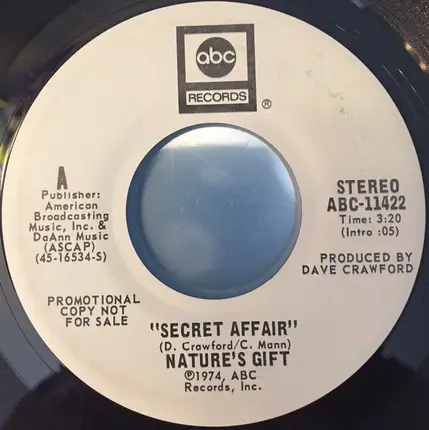 abc
RECORDS
®
A
Publisher:
American
Broadcasting
Music, Inc. &
DaAnn Music
(ASCAP)
(45-16534-S)
STEREO
ABC-11422
Time: 3:20
(Intro :05)
PRODUCED BY
DAVE CRAWFORD
PROMOTIONAL
COPY NOT
FOR SALE
"SECRET AFFAIR"
(D. Crawford/C. Mann)
NATURE'S GIFT
℗1974, ABC
Records, Inc.